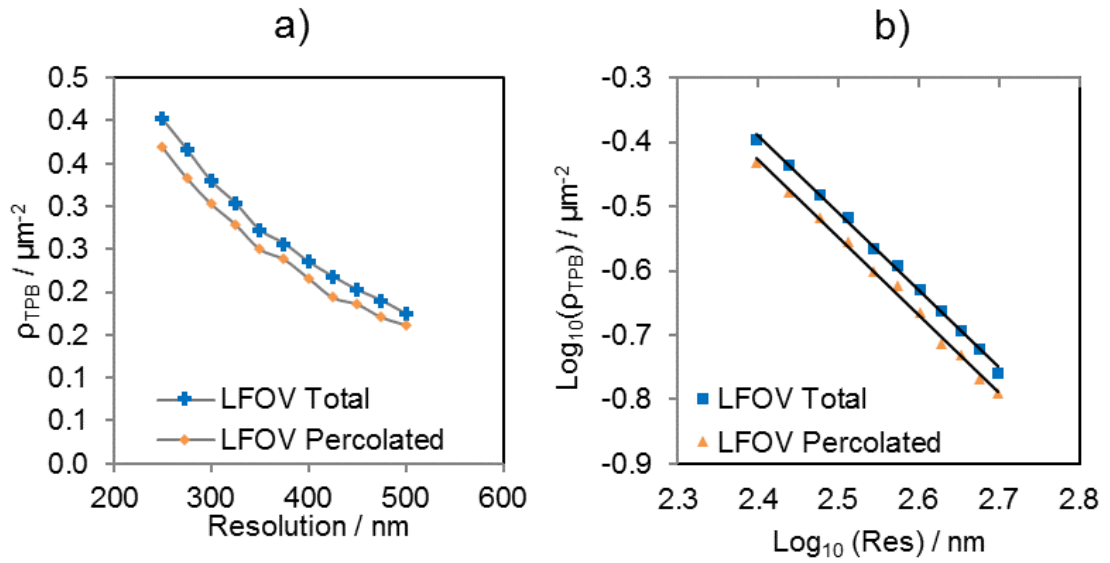 a)
0.5
0.4
0.4
0.3
0.3
0.2
0.2
0.1
0.1
0.0
ρTPB / µm-2
200 300 400 500 600
Resolution / nm
LFOV Total
LFOV Percolated
b)
-0.3
-0.4
-0.5
-0.6
-0.7
-0.8
-0.9
Log10(ρTPB) / µm-2
2.3 2.4 2.5 2.6 2.7 2.8
Log10 (Res) / nm
LFOV Total
LFOV Percolated